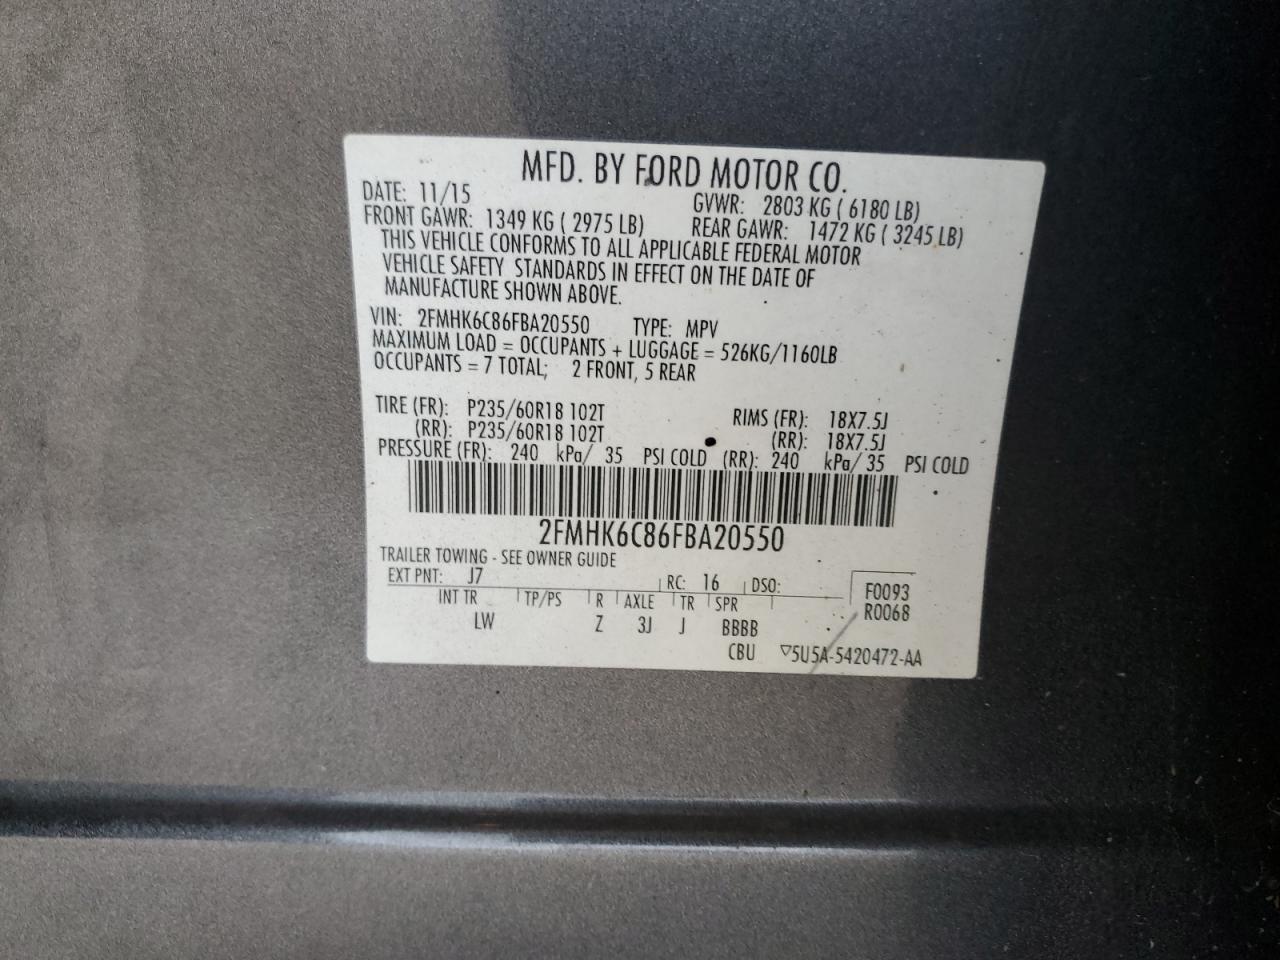 MFD. BY FORD MOTOR CO.
DATE: 11/15 GVWR: 2803 KG ( 6180 LB)
FRONT GAWR: 1349 KG ( 2975 LB) REAR GAWR: 1472 KG ( 3245 LB)
THIS VEHICLE CONFORMS TO ALL APPLICABLE FEDERAL MOTOR
VEHICLE SAFETY STANDARDS IN EFFECT ON THE DATE OF
MANUFACTURE SHOWN ABOVE.
VIN: 2FMHK6C86FBA20550 TYPE: MPV
MAXIMUM LOAD = OCCUPANTS + LUGGAGE = 526KG/1160LB
OCCUPANTS = 7 TOTAL; 2 FRONT, 5 REAR
TIRE (FR): P235/60R18 102T RIMS (FR): 18X7.5J
(RR): P235/60R18 102T (RR): 18X7.5J
PRESSURE (FR): 240 kPa/ 35 PSI COLD (RR): 240 kPa/ 35 PSI COLD
2FMHK6C86FBA20550
TRAILER TOWING - SEE OWNER GUIDE
EXT PNT: J7 RC: 16 DSO: F0093
INT TR TP/PS R AXLE TR SPR R0068
LW Z 3J J BBBB
CBU ▽5U5A-5420472-AA